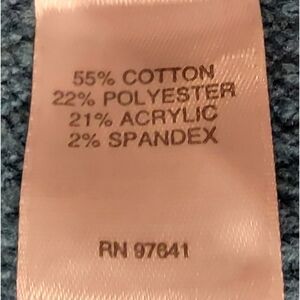 55% COTTON
22% POLYESTER
21% ACRYLIC
2% SPANDEX
RN 97641